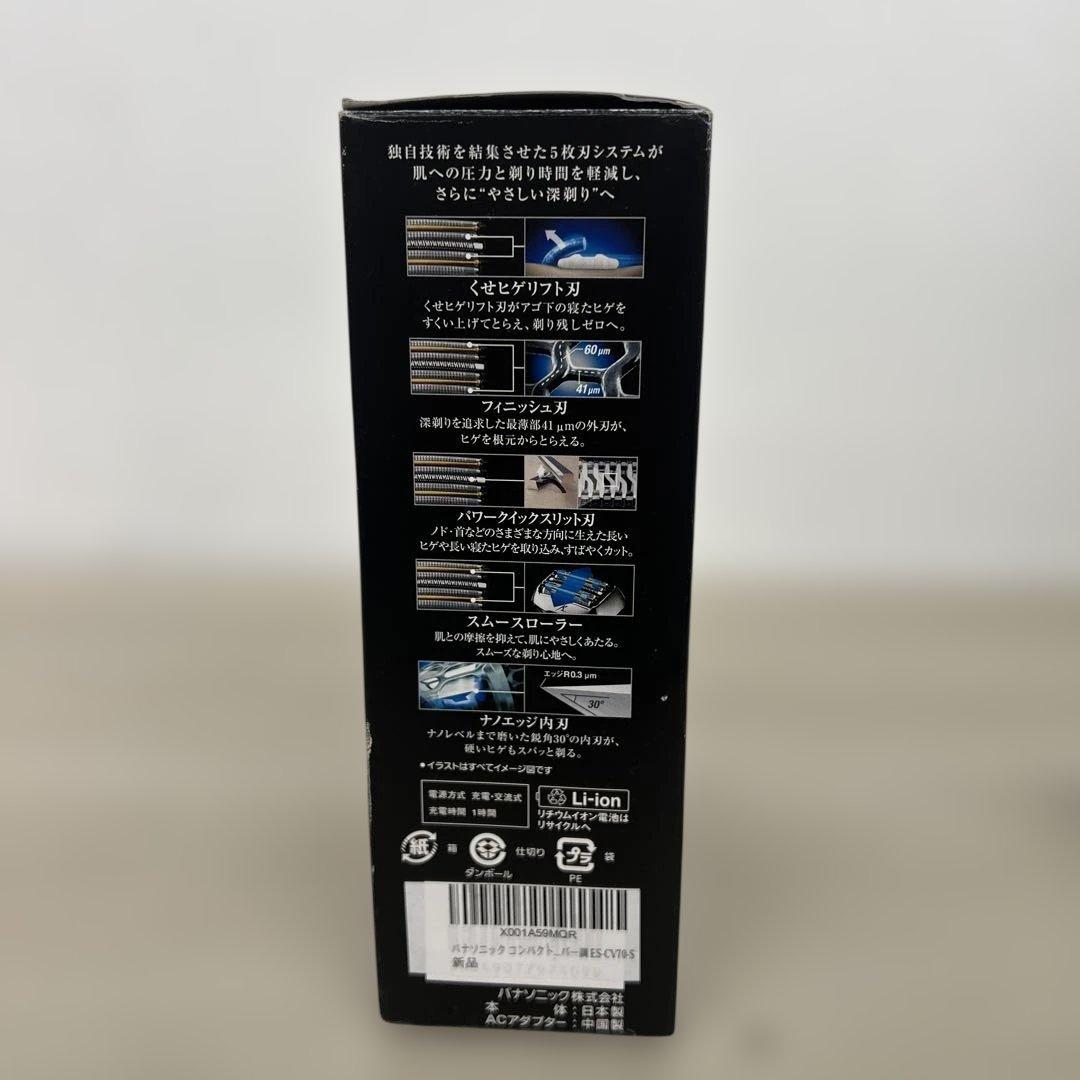 独自技術を結集させた5枚刃システムが
肌への圧力と剃り時間を軽減し、
さらに“やさしい深剃り”へ
くせヒゲリフト刃
くせヒゲリフト刃がアゴ下の寝たヒゲを
すくい上げてとらえ、剃り残しゼロへ。
60μm
41μm
フィニッシュ刃
深剃りを追求した最薄部41μmの外刃が、
ヒゲを根元からとらえる。
パワークイックスリット刃
ノド・首などのさまざまな方向に生えた長い
ヒゲや長い寝たヒゲを取り込み、すばやくカット。
スムースローラー
肌との摩擦を抑えて、肌にやさしくあたる。
スムーズな剃り心地へ。
エッジR0.3μm
30°
ナノエッジ内刃
ナノレベルまで磨いた鋭角30°の内刃が、
硬いヒゲもスパッと剃る。
●イラストはすべてイメージ図です
電源方式 充電・交流式
充電時間 1時間
Li-ion
リチウムイオン電池は
リサイクルへ
紙 箱
ダンボール 仕切り
プラ PE 袋
X001A59MQR
パナソニック コンパクト_バー調 ES-CV70-S
新品
パナソニック株式会社
本体：日本製
ACアダプター：中国製